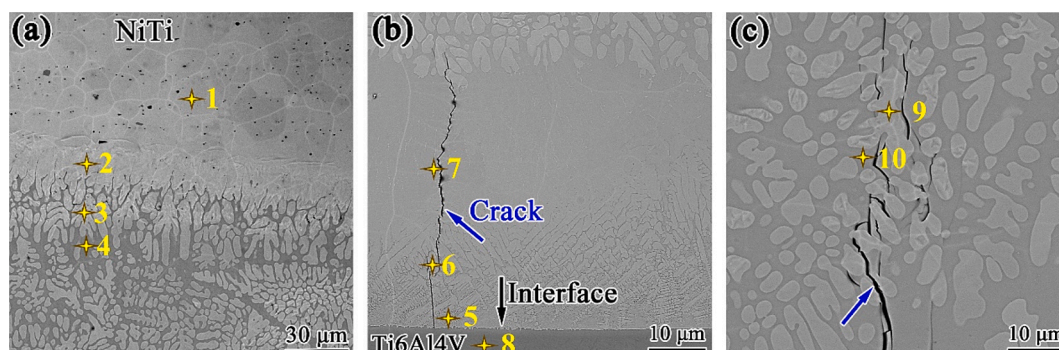 (a)
NiTi
1
2
3
4
30 μm
(b)
7
Crack
6
Interface
5
10 μm
Ti6Al4V
8
(c)
9
10
10 μm